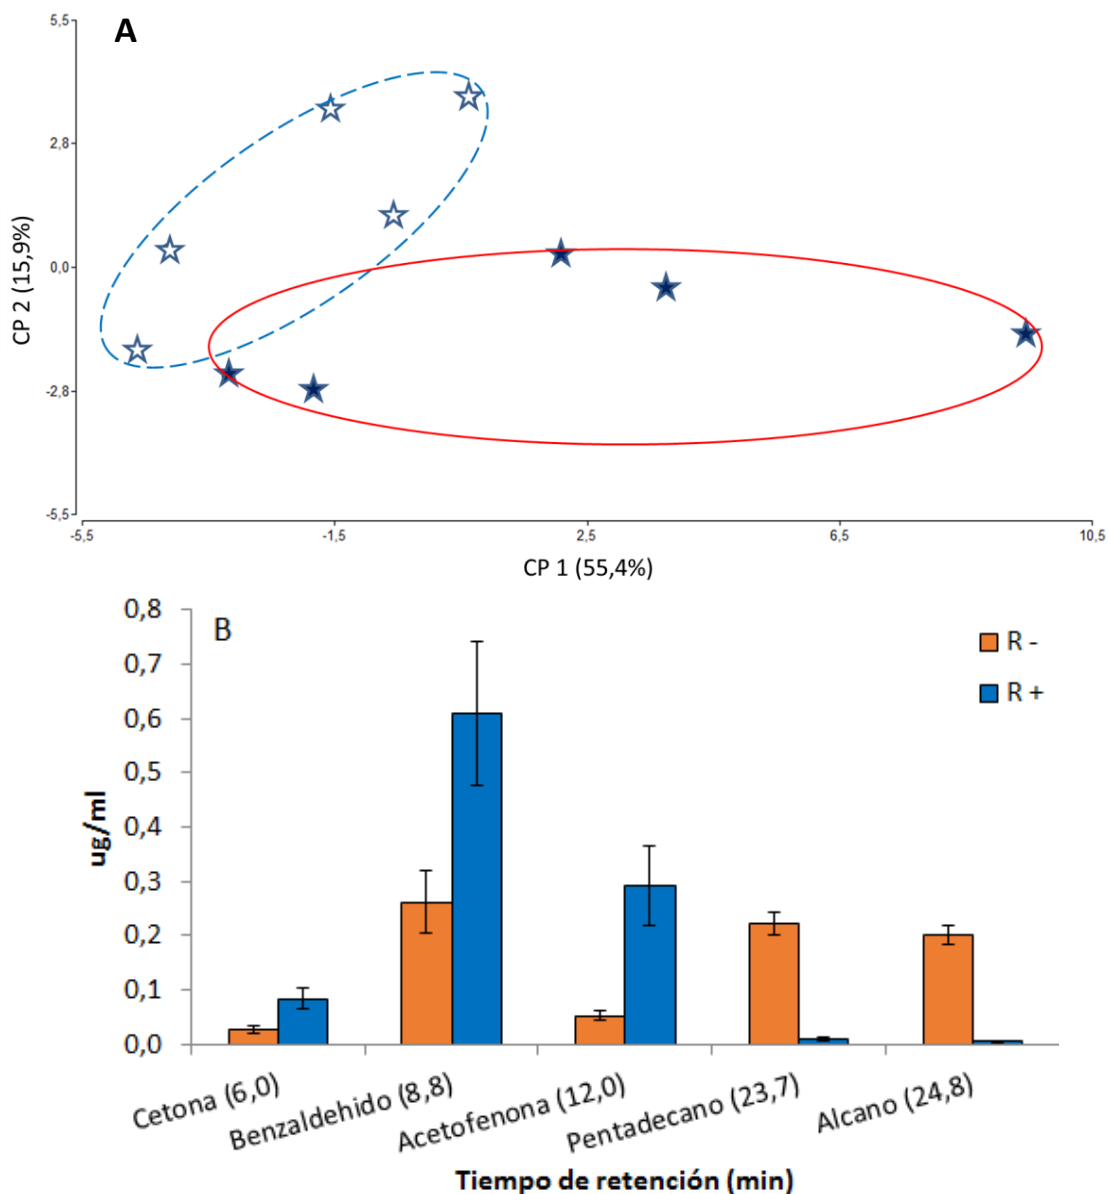 A
5,5
2,8
0,0
-2,8
-5,5
CP 2 (15,9%)
-5,5 -1,5 2,5 6,5 10,5
CP 1 (55,4%)
B
R -
R +
0,8
0,7
0,6
0,5
0,4
0,3
0,2
0,1
0,0
ug/ml
Cetona (6,0)
Benzaldehido (8,8)
Acetofenona (12,0)
Pentadecano (23,7)
Alcano (24,8)
Tiempo de retención (min)